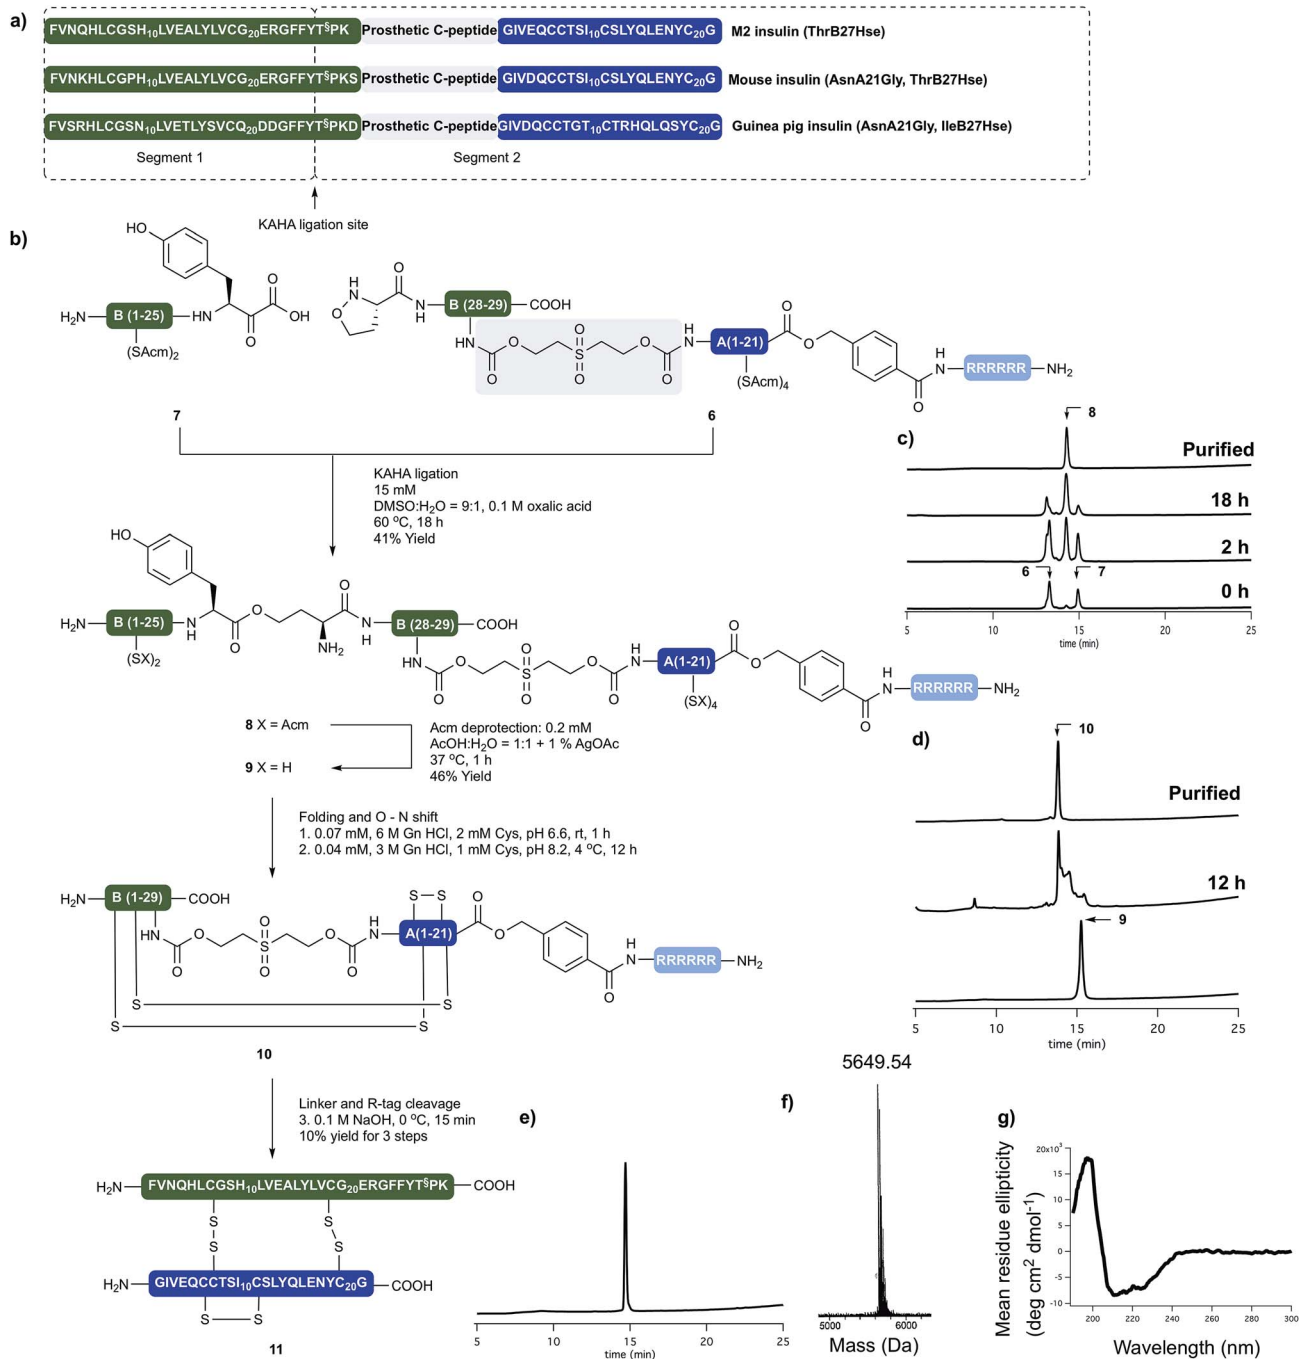 a)
FVNQHLCGSH10LVEALYLVCG20ERGFFYT§PK Prosthetic C-peptide GIVEQCCTSI10CSLYQLENYC20G M2 insulin (ThrB27Hse)
FVNKHLCGPH10LVEALYLVCG20ERGFFYT§PKS Prosthetic C-peptide GIVDQCCTSI10CSLYQLENYC20G Mouse insulin (AsnA21Gly, ThrB27Hse)
FVSRHLCGSN10LVETLYSVCQ20DDGFFYT§PKD Prosthetic C-peptide GIVDQCCTGT10CTRHQLQSYC20G Guinea pig insulin (AsnA21Gly, IleB27Hse)
Segment 1 Segment 2
KAHA ligation site
b)
HO
H2N B (1-25) HN O O OH
(SAcm)2
O HN O N H B (28-29) COOH
HN O O O S O O O H N A(1-21) O O
(SAcm)4
O H N RRRRRR NH2
7 6
KAHA ligation
15 mM
DMSO:H2O = 9:1, 0.1 M oxalic acid
60 °C, 18 h
41% Yield
c)
8
Purified
18 h
2 h
6 7
0 h
5 10 15 20 25
time (min)
HO
H2N B (1-25) N H O O NH2 O N H B (28-29) COOH
(SX)2
HN O O O S O O O H N A(1-21) O O
(SX)4
O H N RRRRRR NH2
8 X = Acm
9 X = H
Acm deprotection: 0.2 mM
AcOH:H2O = 1:1 + 1 % AgOAc
37 °C, 1 h
46% Yield
d)
10
Purified
12 h
9
5 10 15 20 25
time (min)
Folding and O - N shift
1. 0.07 mM, 6 M Gn HCl, 2 mM Cys, pH 6.6, rt, 1 h
2. 0.04 mM, 3 M Gn HCl, 1 mM Cys, pH 8.2, 4 °C, 12 h
H2N B (1-29) COOH
S S
HN O O O S O O O H N A(1-21) O O
O H N RRRRRR NH2
S S
S S
10
Linker and R-tag cleavage
3. 0.1 M NaOH, 0 °C, 15 min
10% yield for 3 steps
H2N FVNQHLCGSH10LVEALYLVCG20ERGFFYT§PK COOH
S S
S S
H2N GIVEQCCTSI10CSLYQLENYC20G COOH
S S
11
e)
5 10 15 20 25
time (min)
f)
5649.54
5000 6000
Mass (Da)
g)
Mean residue ellipticity
(deg cm2 dmol-1)
20x10³
15
10
5
0
-5
-10
200 220 240 260 280 300
Wavelength (nm)